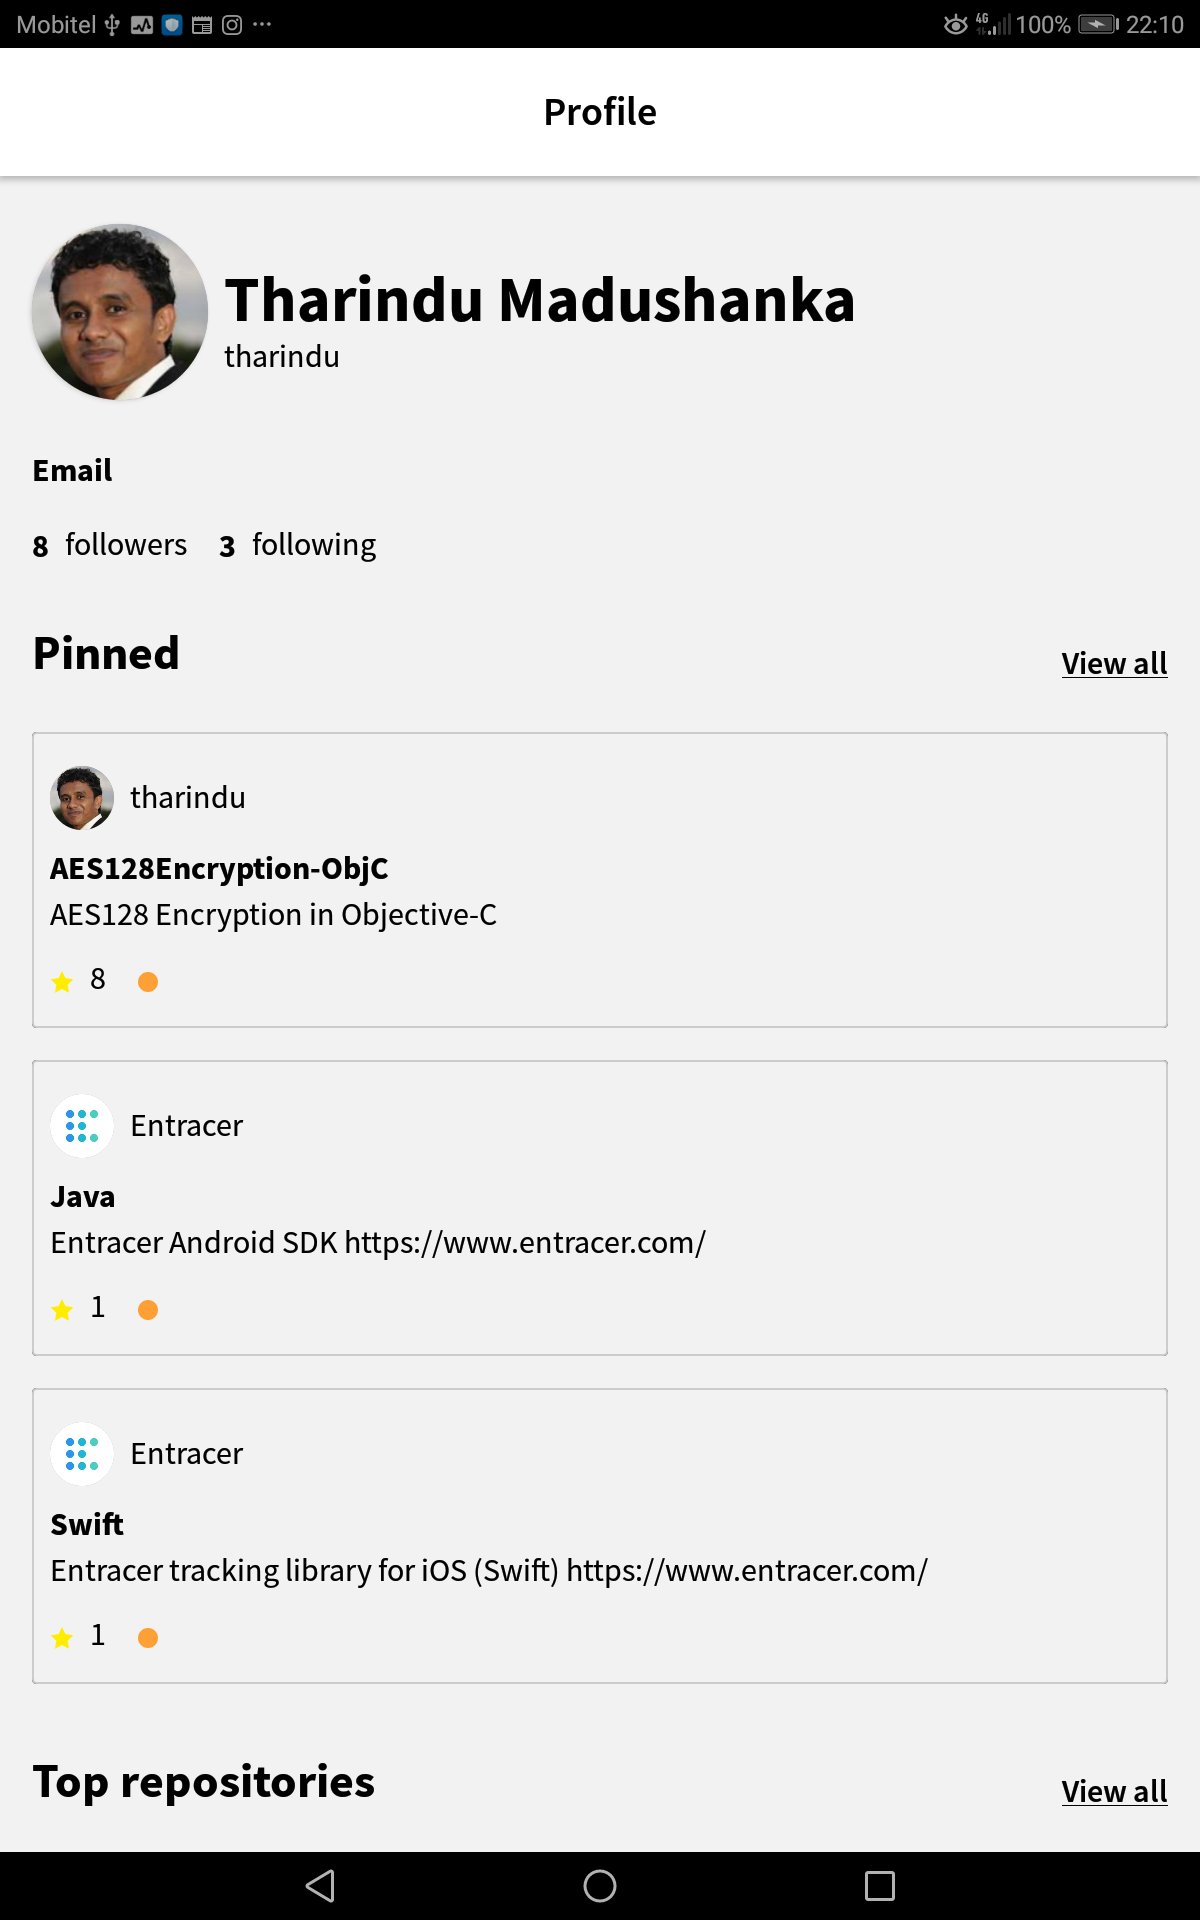 Mobitel 4G 100% 22:10
Profile
Tharindu Madushanka
tharindu
Email
8 followers 3 following
Pinned View all
tharindu
AES128Encryption-ObjC
AES128 Encryption in Objective-C
8
Entracer
Java
Entracer Android SDK https://www.entracer.com/
1
Entracer
Swift
Entracer tracking library for iOS (Swift) https://www.entracer.com/
1
Top repositories View all